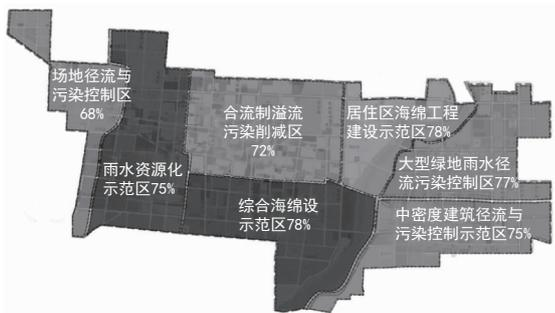 场地径流与
污染控制区
68%
雨水资源化
示范区75%
合流制溢流
污染削减区
72%
居住区海绵工程
建设示范区78%
综合海绵设
示范区78%
大型绿地雨水径
流污染控制区77%
中密度建筑径流与
污染控制示范区75%